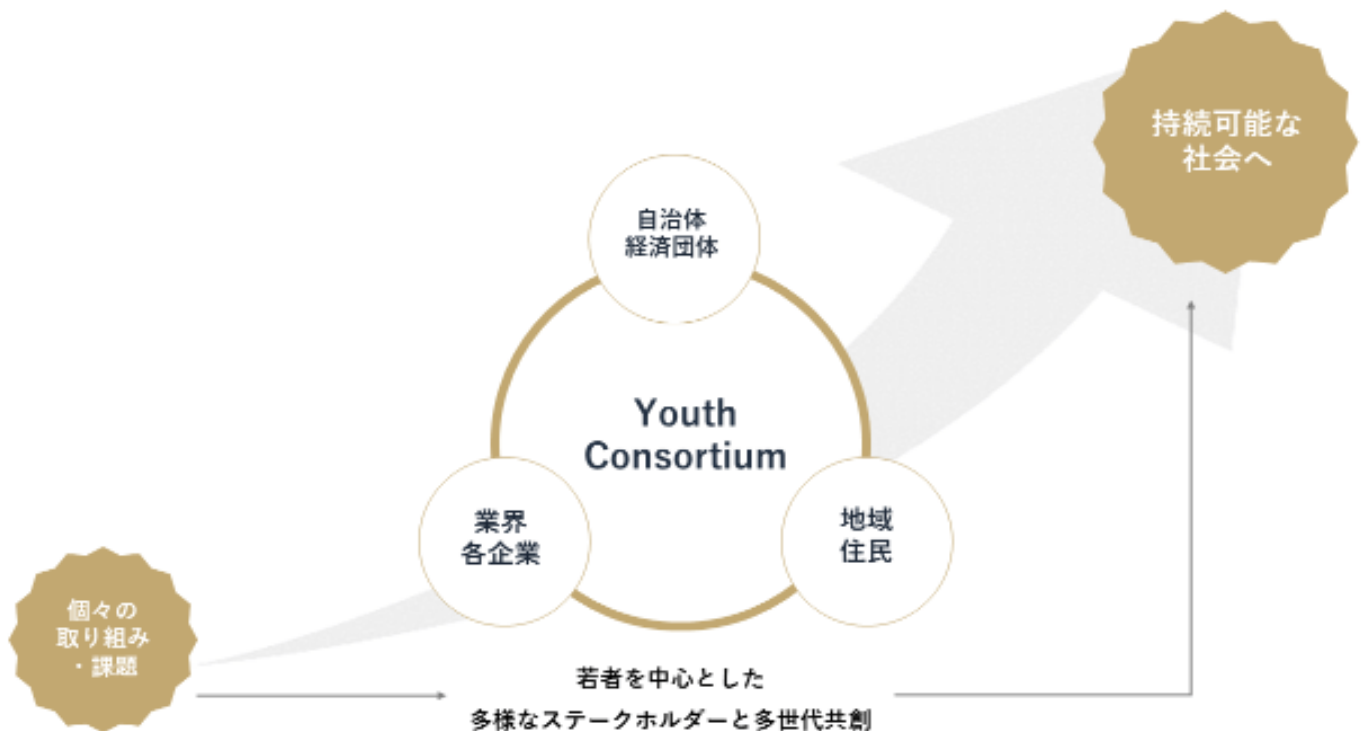 持続可能な
社会へ
自治体
経済団体
Youth
Consortium
業界
各企業
地域
住民
個々の
取り組み
・課題
若者を中心とした
多様なステークホルダーと多世代共創